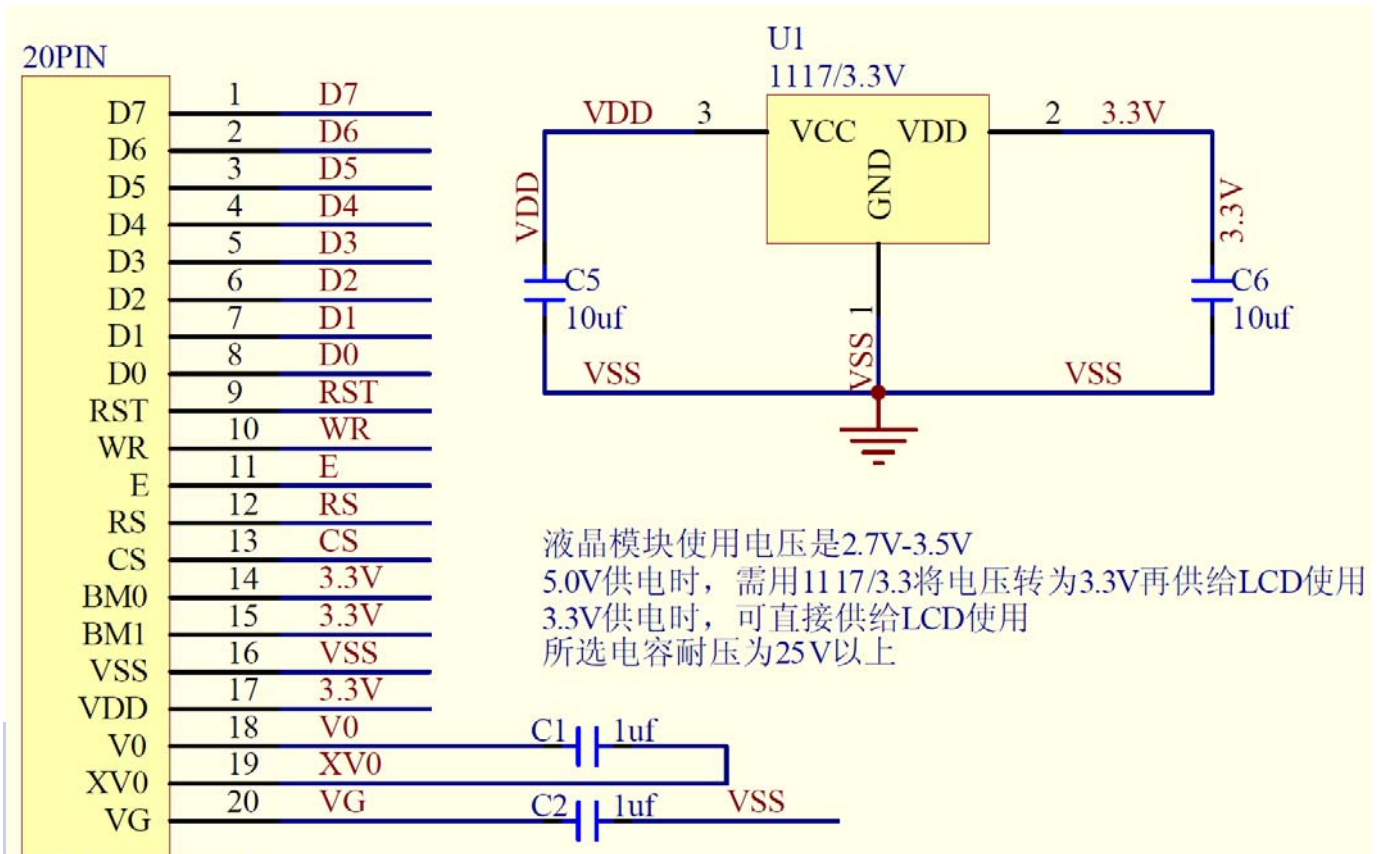 20PIN
D7 1 D7
D6 2 D6
D5 3 D5
D4 4 D4
D3 5 D3
D2 6 D2
D1 7 D1
D0 8 D0
RST 9 RST
WR 10 WR
E 11 E
RS 12 RS
CS 13 CS
BM0 14 3.3V
BM1 15 3.3V
VSS 16 VSS
VDD 17 3.3V
V0 18 V0
XV0 19 XV0
VG 20 VG
C1 1uf
C2 1uf VSS
U1
1117/3.3V
VDD 3 VCC VDD 2 3.3V
GND
VDD
3.3V
C5
10uf
C6
10uf
1
VSS
VSS
VSS
液晶模块使用电压是2.7V-3.5V
5.0V供电时，需用1117/3.3将电压转为3.3V再供给LCD使用
3.3V供电时，可直接供给LCD使用
所选电容耐压为25V以上